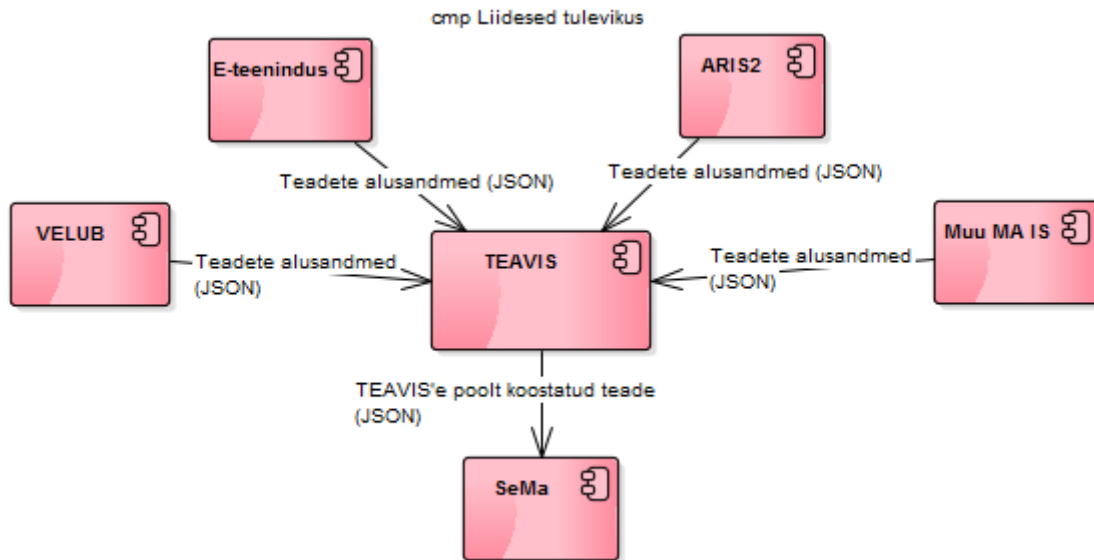 cmp Liidesed tulevikus
E-teenindus
ARIS2
Teadete alusandmed (JSON)
Teadete alusandmed (JSON)
VELUB
TEAVIS
Muu MA IS
Teadete alusandmed
(JSON)
Teadete alusandmed
(JSON)
TEAVIS'e poolt koostatud teade
(JSON)
SeMa